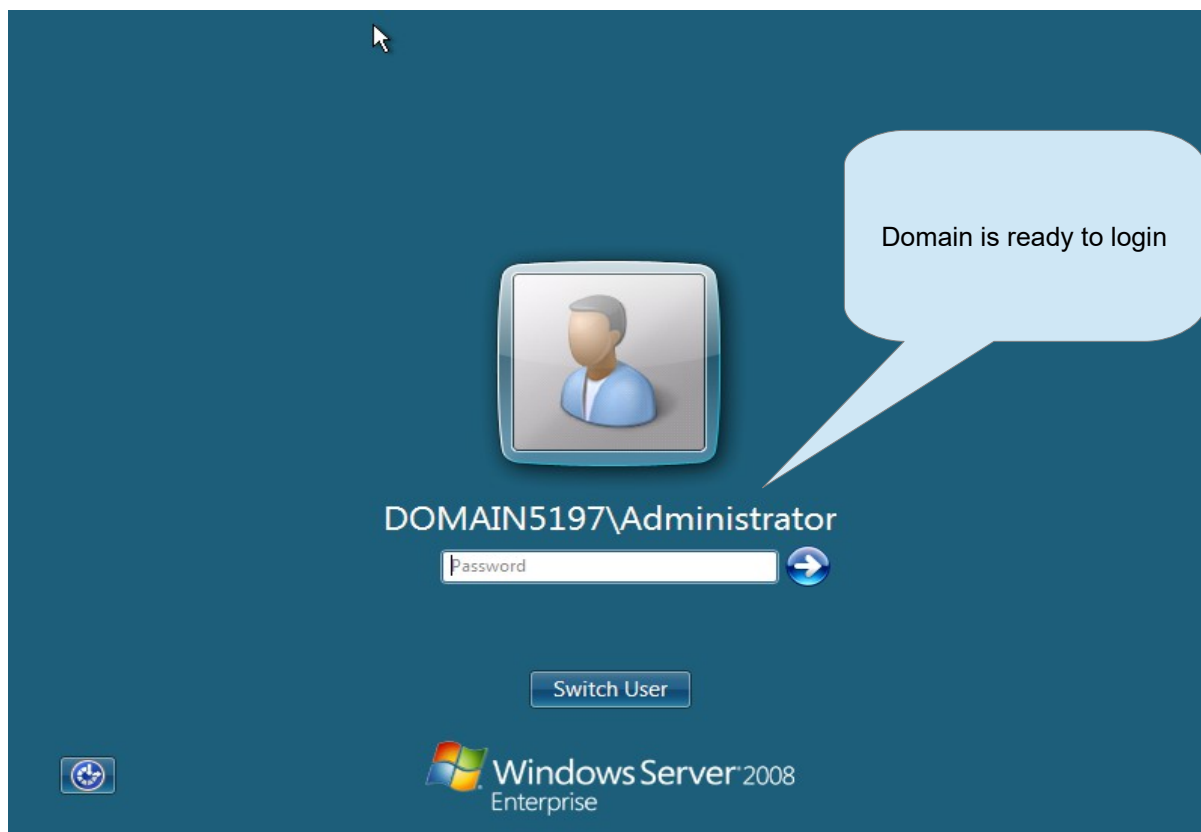 Domain is ready to login
DOMAIN5197\Administrator
Password
Switch User
Windows Server 2008
Enterprise